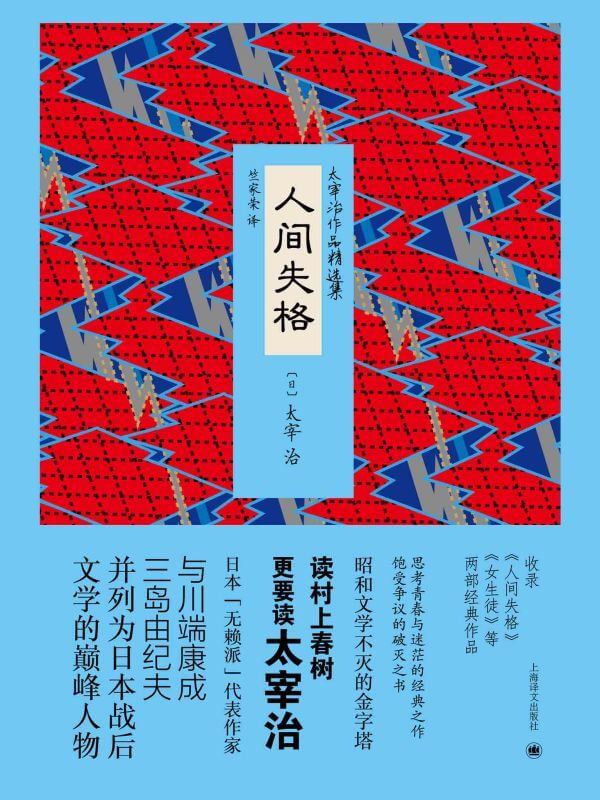 太宰治作品精选集
人间失格
竺家荣 译
〔日〕太宰治
收录
《人间失格》
《女生徒》等
两部经典作品
思考青春与迷茫的经典之作
饱受争议的破灭之书
昭和文学不灭的金字塔
读村上春树
更要读太宰治
日本「无赖派」代表作家
与川端康成
三岛由纪夫
并列为日本战后
文学的巅峰人物
上海译文出版社